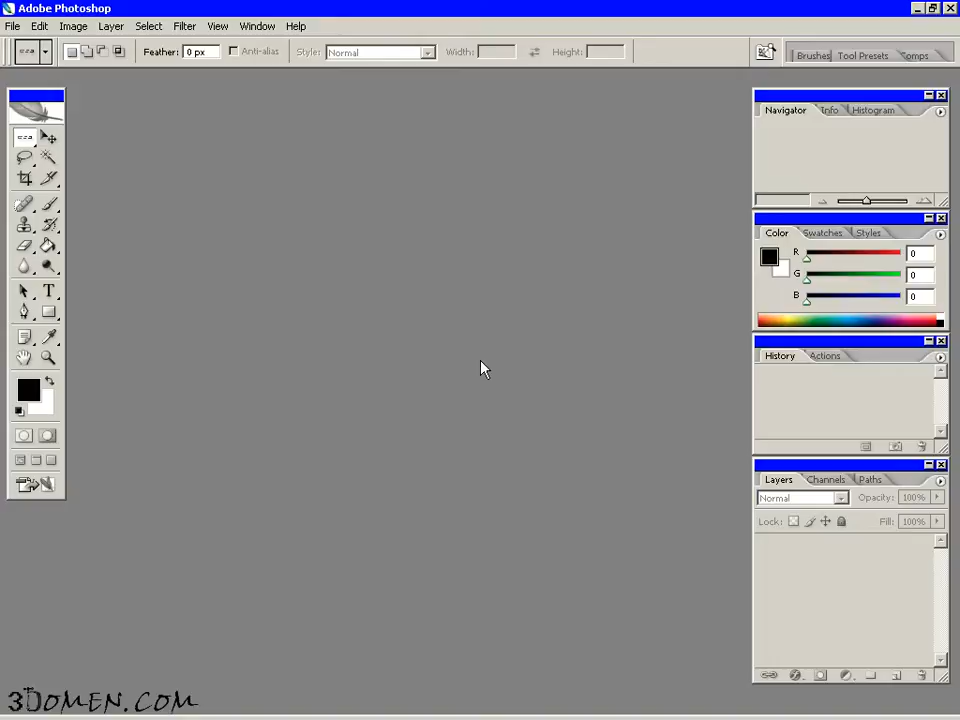 Adobe Photoshop
File Edit Image Layer Select Filter View Window Help
Feather: 0 px Anti-alias Style: Normal Width: Height: Brushes Tool Presets Comps
Navigator Info Histogram
Color Swatches Styles
R 0
G 0
B 0
T
History Actions
Layers Channels Paths
Normal Opacity: 100%
Lock: Fill: 100%
3DOMEN.COM